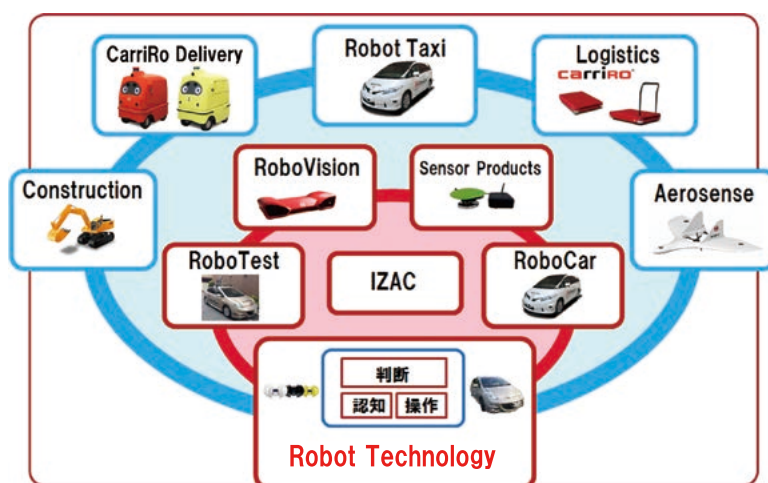 CarriRo Delivery
Robot Taxi
Logistics
CarriRO
Construction
RoboVision
Sensor Products
Aerosense
RoboTest
IZAC
RoboCar
判断
認知
操作
Robot Technology